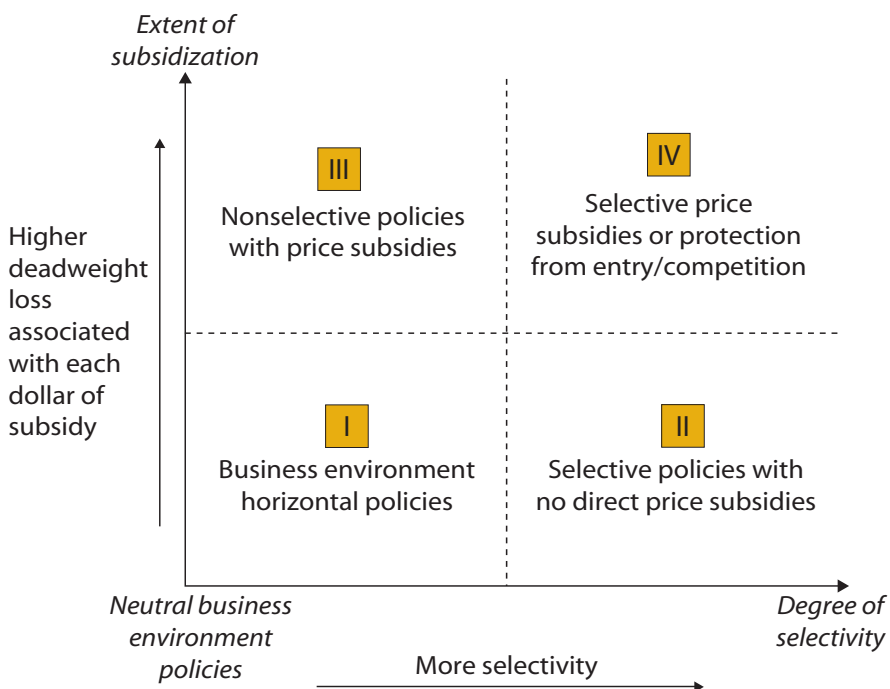 Extent of
subsidization
III
Nonselective policies
with price subsidies
IV
Selective price
subsidies or protection
from entry/competition
Higher
deadweight
loss
associated
with each
dollar of
subsidy
I
Business environment
horizontal policies
II
Selective policies with
no direct price subsidies
Neutral business
environment
policies
Degree of
selectivity
More selectivity